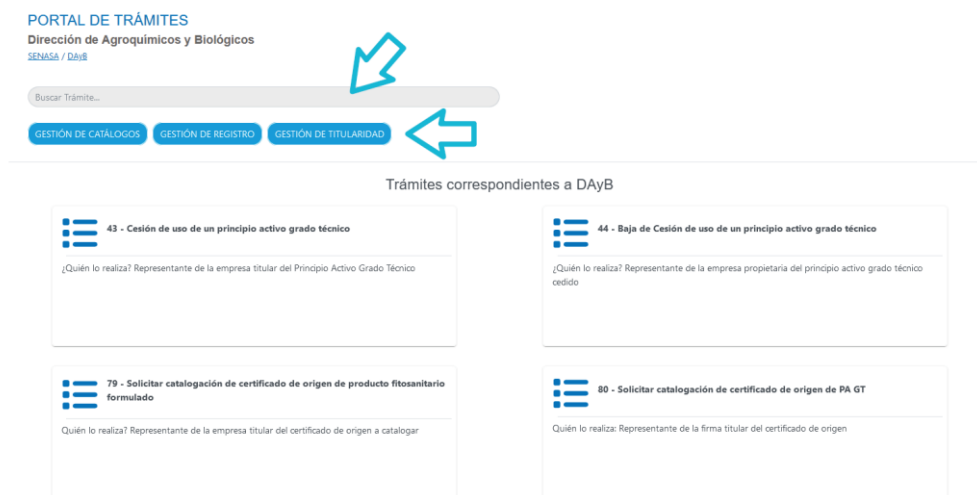 PORTAL DE TRÁMITES
Dirección de Agroquímicos y Biológicos
SENASA / DAyB
Buscar Trámite...
GESTIÓN DE CATÁLOGOS GESTIÓN DE REGISTRO GESTIÓN DE TITULARIDAD
Trámites correspondientes a DAyB
43 - Cesión de uso de un principio activo grado técnico
¿Quién lo realiza? Representante de la empresa titular del Principio Activo Grado Técnico
44 - Baja de Cesión de uso de un principio activo grado técnico
¿Quién lo realiza? Representante de la empresa propietaria del principio activo grado técnico
cedido
79 - Solicitar catalogación de certificado de origen de producto fitosanitario
formulado
Quién lo realiza? Representante de la empresa titular del certificado de origen a catalogar
80 - Solicitar catalogación de certificado de origen de PA GT
Quién lo realiza: Representante de la firma titular del certificado de origen